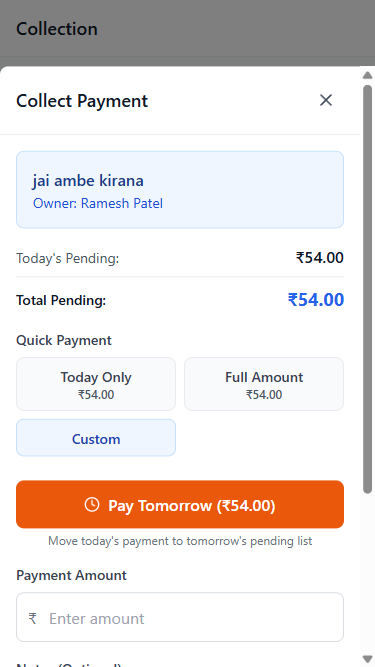 Collection
Collect Payment
jai ambe kirana
Owner: Ramesh Patel
Today's Pending: ₹54.00
Total Pending: ₹54.00
Quick Payment
Today Only Full Amount
₹54.00 ₹54.00
Custom
Pay Tomorrow (₹54.00)
Move today's payment to tomorrow's pending list
Payment Amount
₹ Enter amount
Notes (Optional)